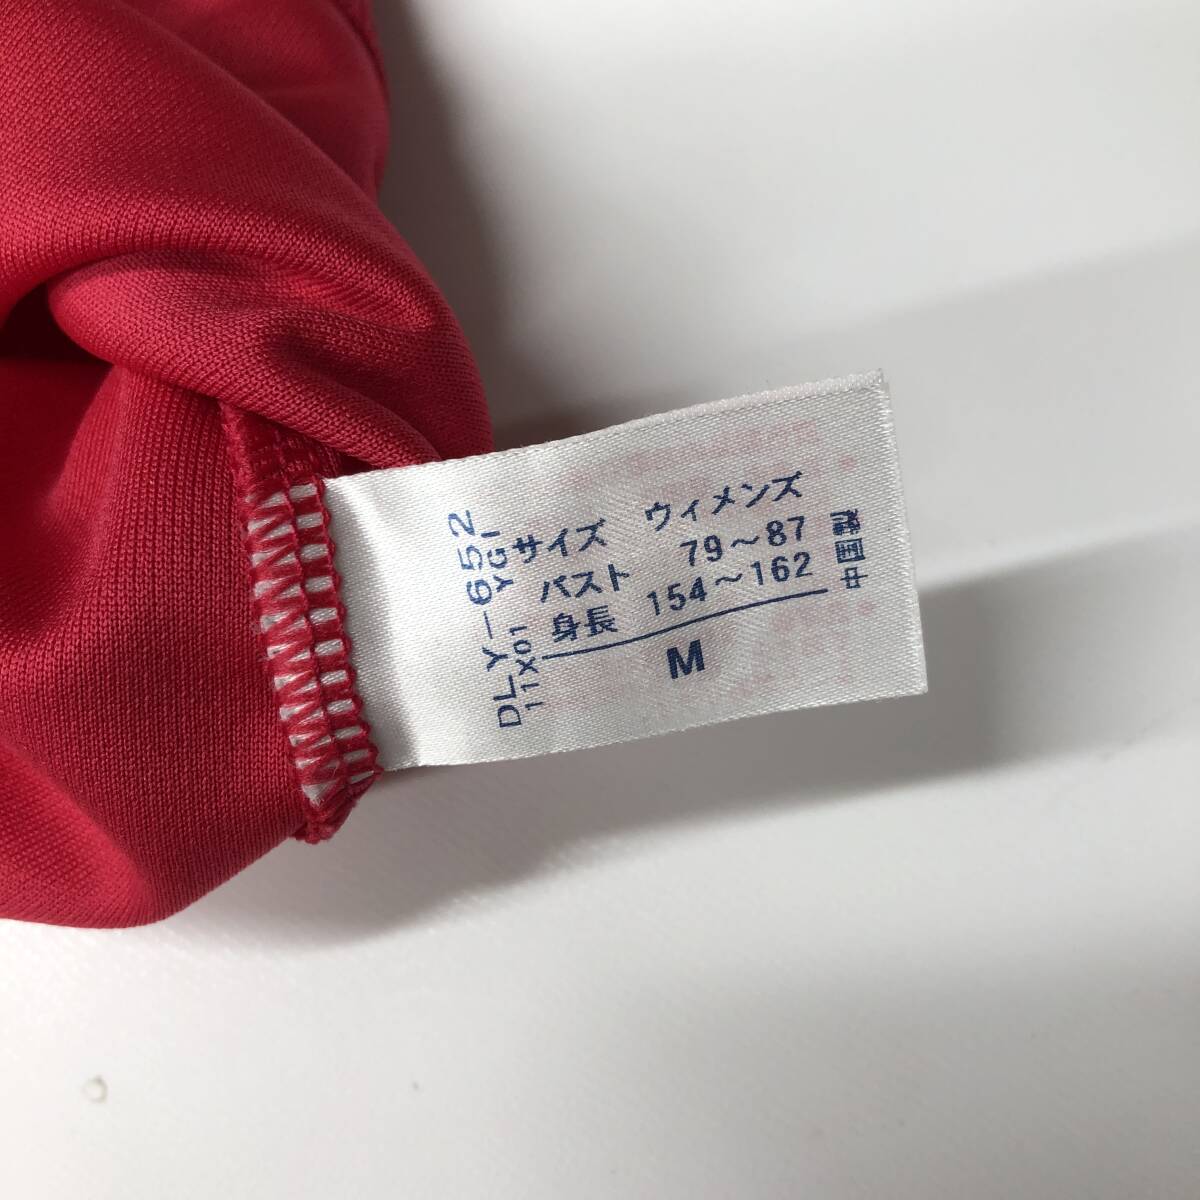 DLY-652
11X01 YGI
サイズ ウィメンズ
バスト 79～87
身長 154～162
M
中国製